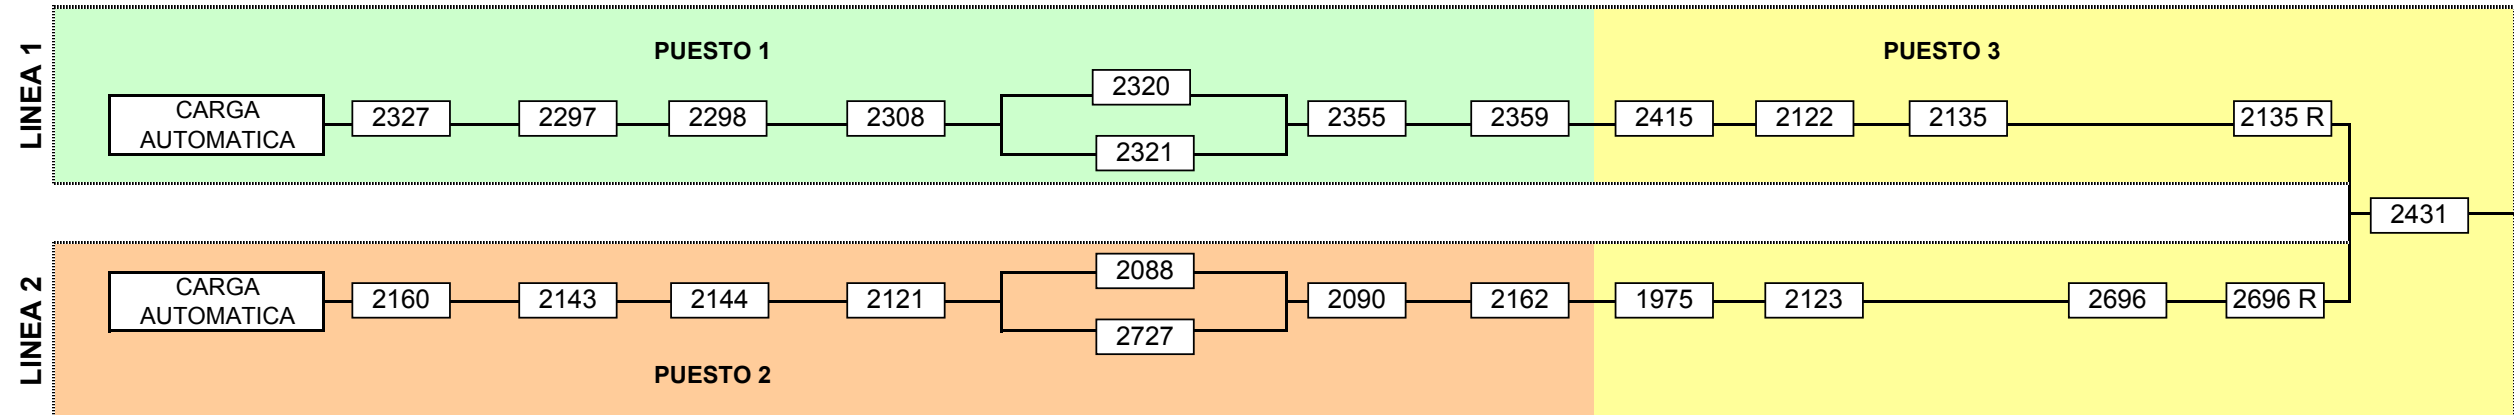 LINEA 1
PUESTO 1
PUESTO 3
CARGA
AUTOMATICA
2327
2297
2298
2308
2320
2321
2355
2359
2415
2122
2135
2135 R
2431
LINEA 2
CARGA
AUTOMATICA
2160
2143
2144
2121
2088
2727
2090
2162
1975
2123
2696
2696 R
PUESTO 2